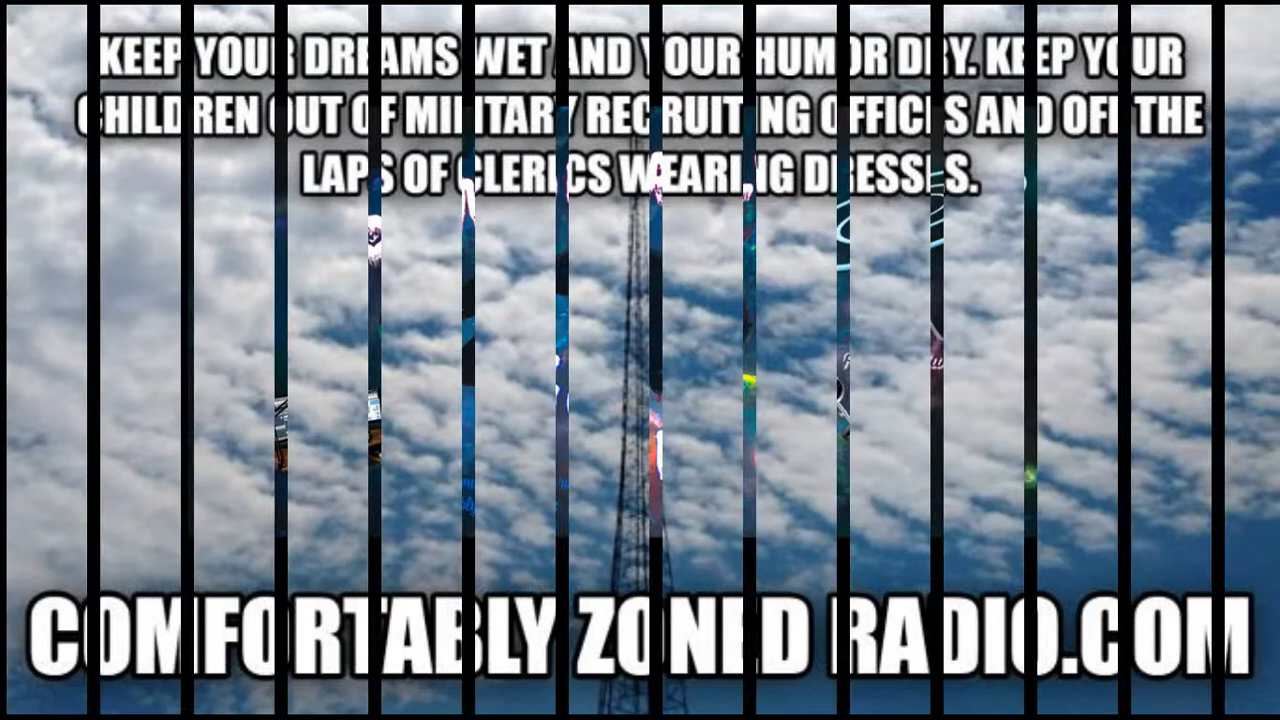 KEEP YOUR DREAMS WET AND YOUR HUMOR DRY. KEEP YOUR
CHILDREN OUT OF MILITARY RECRUITING OFFICES AND OFF THE
LAPS OF CLERICS WEARING DRESSES.
COMFORTABLY ZONED RADIO.COM